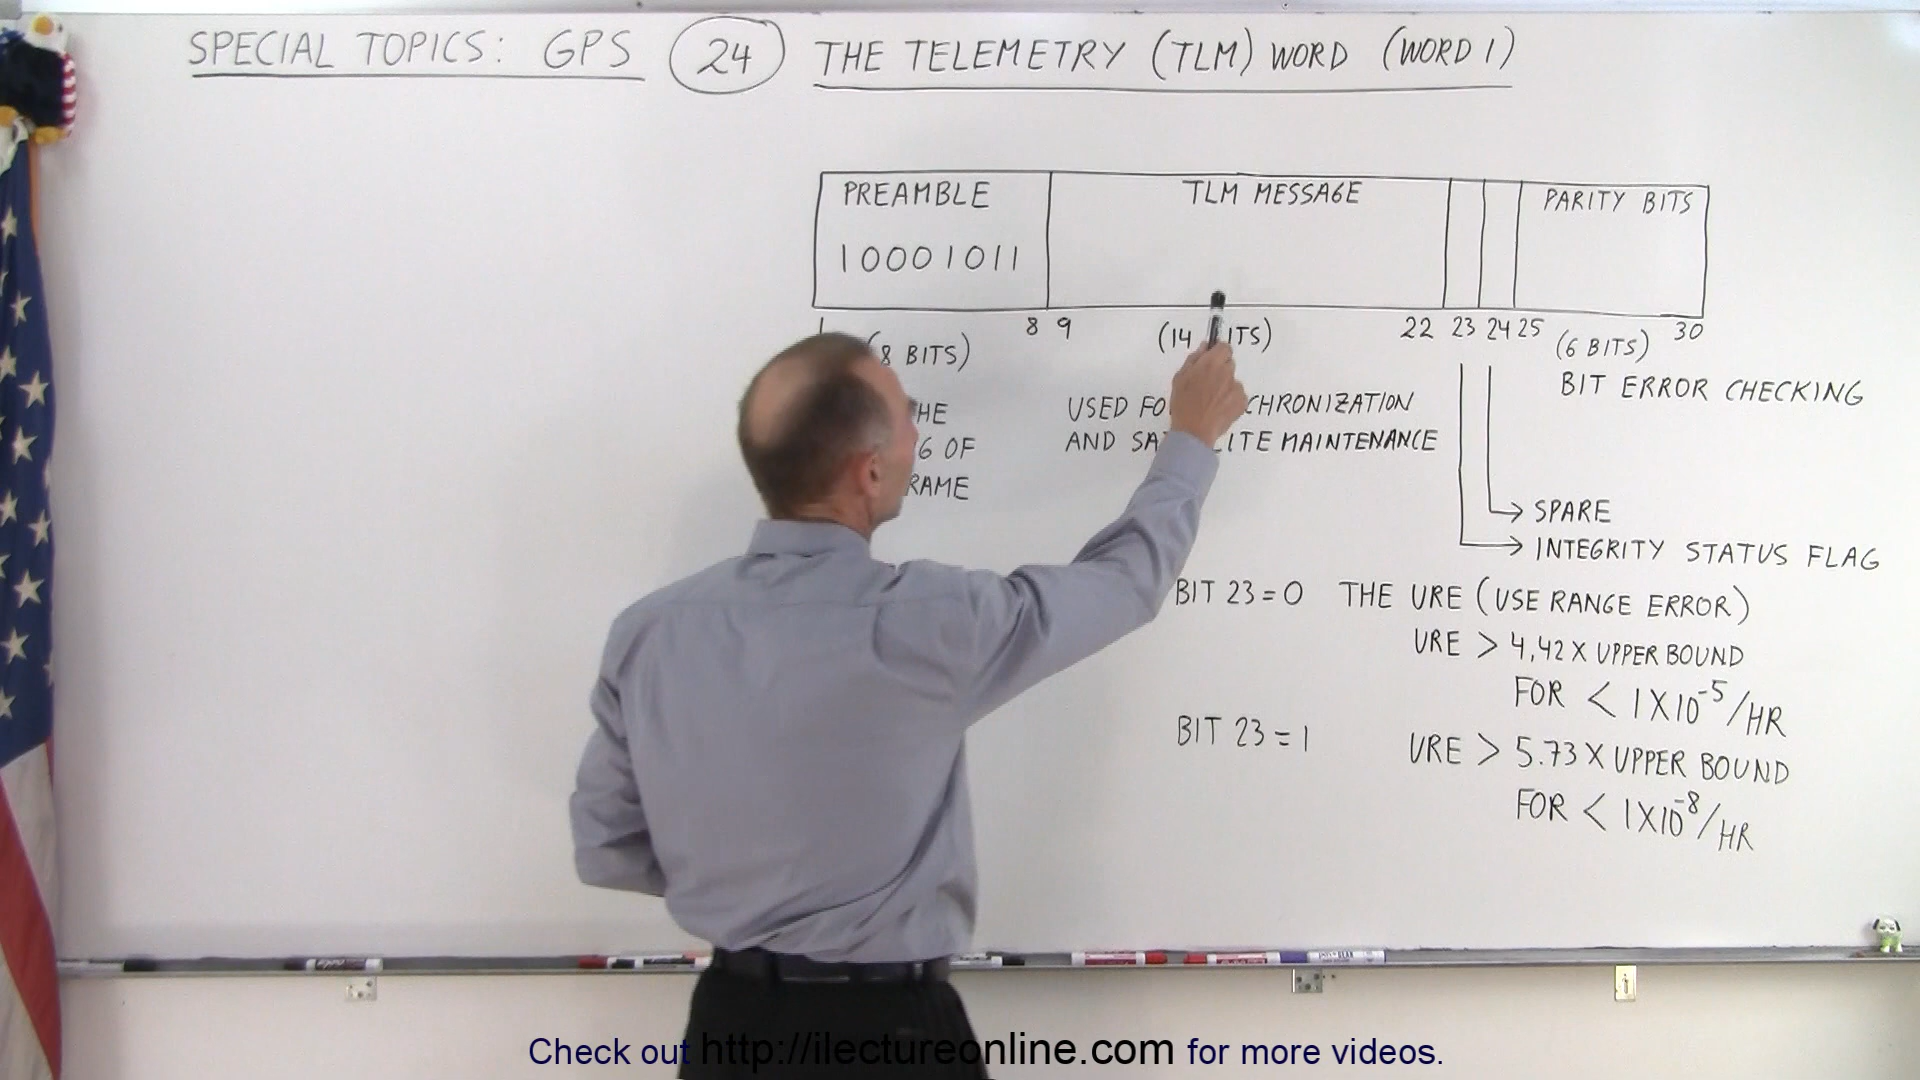 SPECIAL TOPICS: GPS 24 THE TELEMETRY (TLM) WORD (WORD 1)
PREAMBLE TLM MESSAGE PARITY BITS
10001011
8 9 22 23 24 25 30
(8 BITS) (14 ITS) (6 BITS)
BIT ERROR CHECKING
HE
OF
RAME
USED CHRONIZATION
AND MAINTENANCE
SPARE
INTEGRITY STATUS FLAG
BIT 23 = 0 THE URE (USE RANGE ERROR)
URE > 4,42 X UPPER BOUND
FOR < 1X10^-5/HR
BIT 23 = 1 URE > 5.73 X UPPER BOUND
FOR < 1X10^-8/HR
Check out http://ilectureonline.com for more videos.